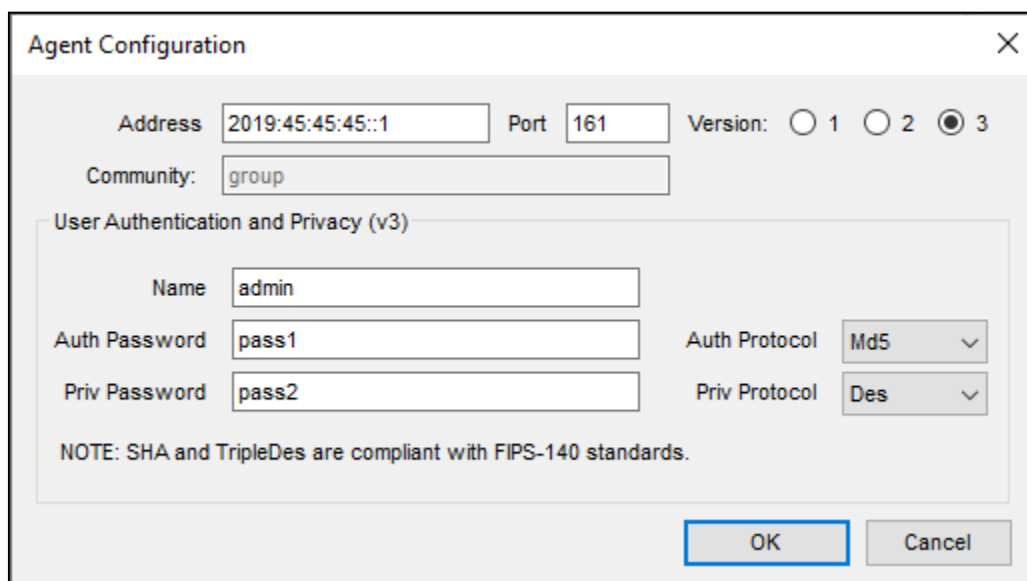 Agent Configuration
Address 2019:45:45:45::1 Port 161 Version: 1 2 3
Community: group
User Authentication and Privacy (v3)
Name admin
Auth Password pass1 Auth Protocol Md5
Priv Password pass2 Priv Protocol Des
NOTE: SHA and TripleDes are compliant with FIPS-140 standards.
OK Cancel